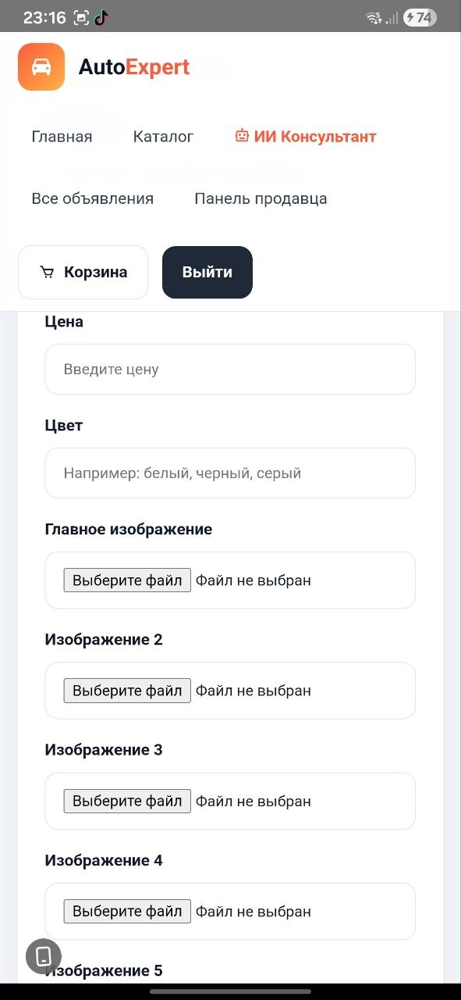 23:16
74
AutoExpert
Главная Каталог ИИ Консультант
Все объявления Панель продавца
Корзина Выйти
Цена
Введите цену
Цвет
Например: белый, черный, серый
Главное изображение
Выберите файл Файл не выбран
Изображение 2
Выберите файл Файл не выбран
Изображение 3
Выберите файл Файл не выбран
Изображение 4
Выберите файл Файл не выбран
Изображение 5